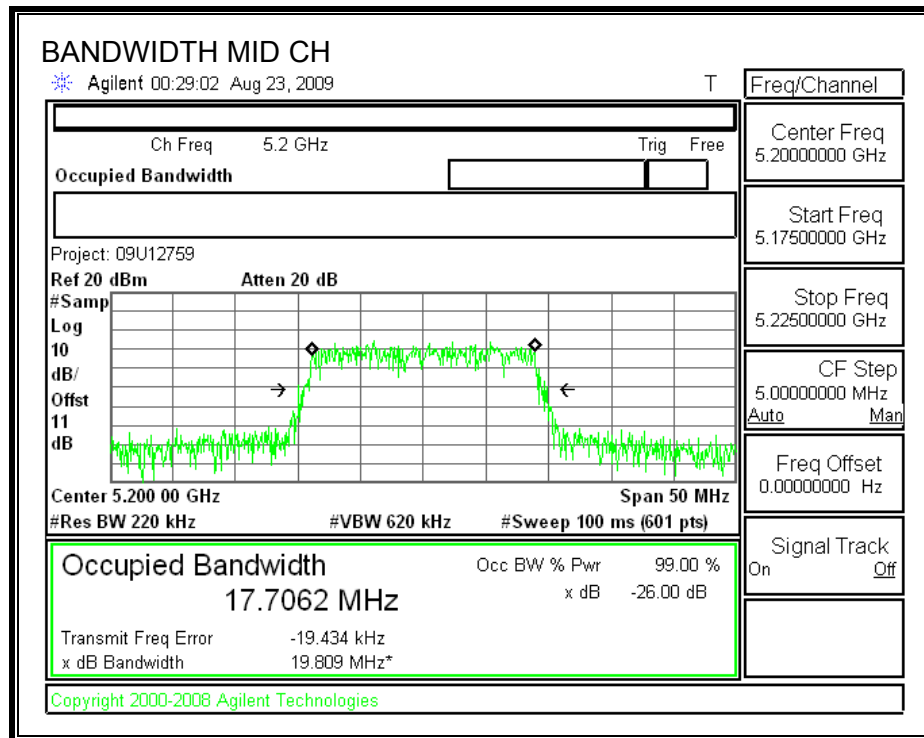 BANDWIDTH MID CH
Agilent 00:29:02 Aug 23, 2009 T
Freq/Channel
Ch Freq 5.2 GHz Trig Free
Occupied Bandwidth
Center Freq
5.20000000 GHz
Start Freq
5.17500000 GHz
Stop Freq
5.22500000 GHz
CF Step
5.00000000 MHz
Auto Man
Freq Offset
0.00000000 Hz
Signal Track
On Off
Project: 09U12759
Ref 20 dBm Atten 20 dB
#Samp
Log
10
dB/
Offst
11
dB
Center 5.200 00 GHz Span 50 MHz
#Res BW 220 kHz #VBW 620 kHz #Sweep 100 ms (601 pts)
Occupied Bandwidth
17.7062 MHz
Occ BW % Pwr 99.00 %
x dB -26.00 dB
Transmit Freq Error -19.434 kHz
x dB Bandwidth 19.809 MHz*
Copyright 2000-2008 Agilent Technologies